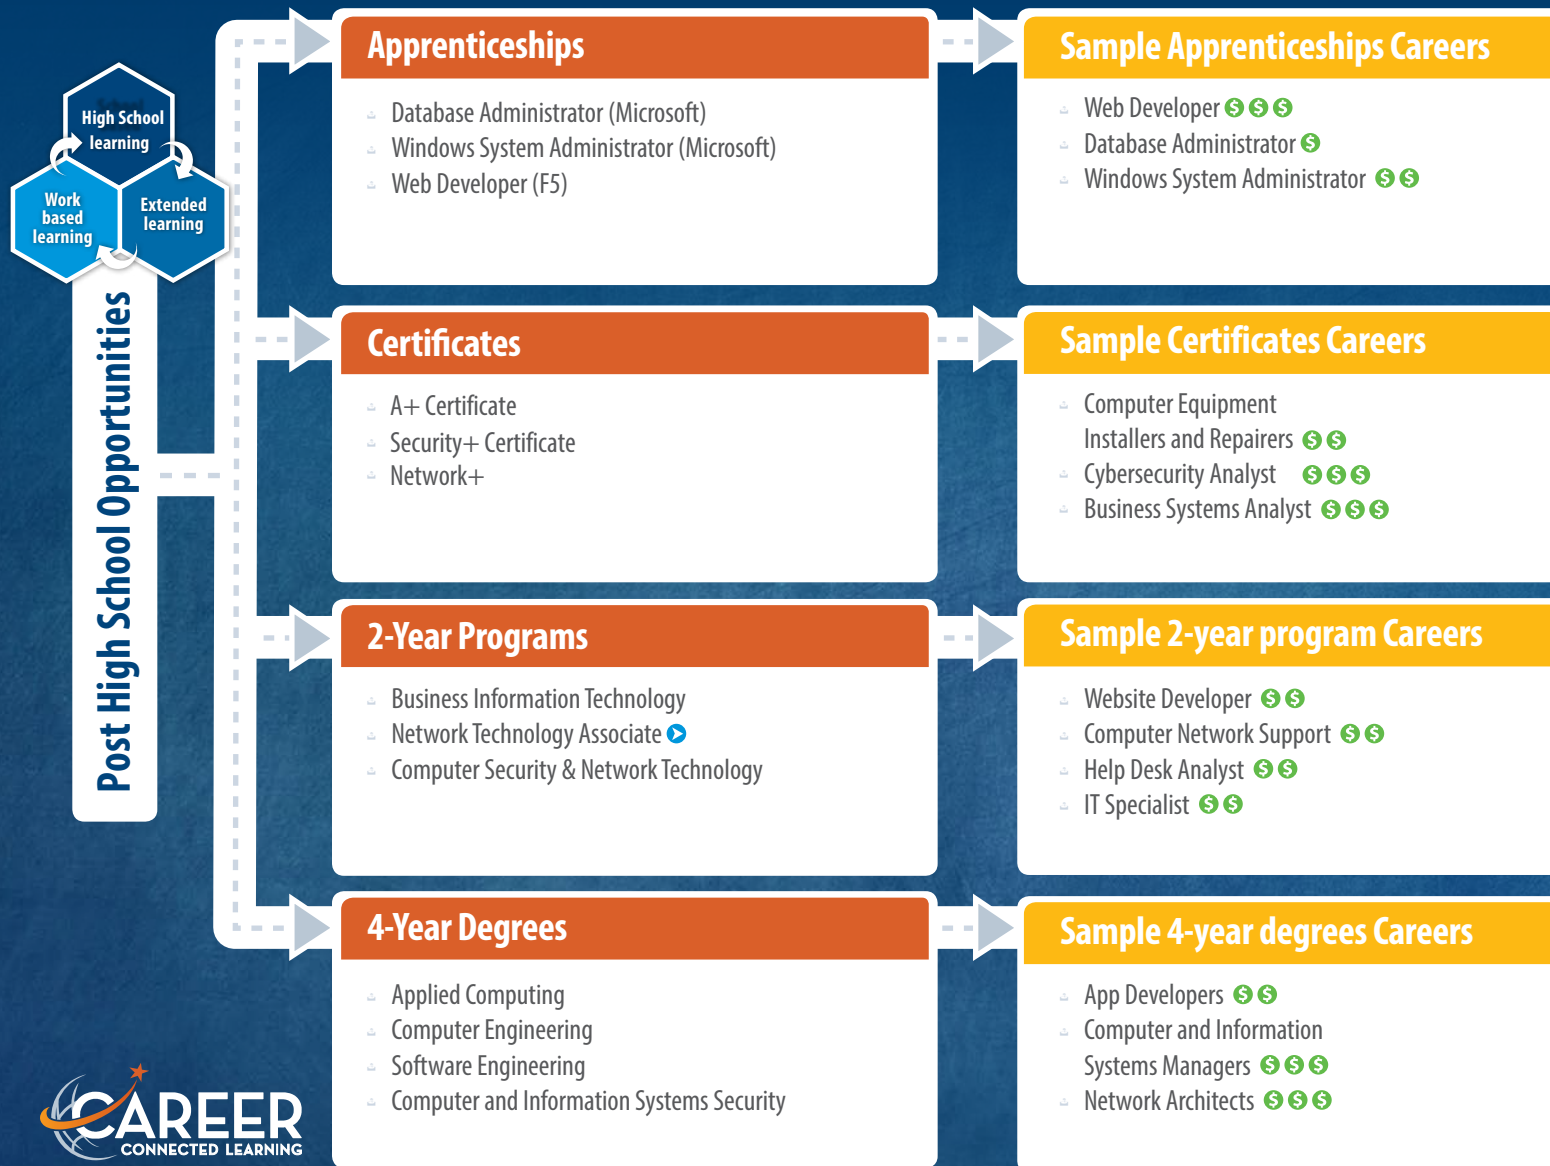 High School
learning
Work
based
learning
Extended
learning
Post High School Opportunities
Apprenticeships
Database Administrator (Microsoft)
Windows System Administrator (Microsoft)
Web Developer (F5)
Sample Apprenticeships Careers
Web Developer $ $ $
Database Administrator $
Windows System Administrator $ $
Certificates
A+ Certificate
Security+ Certificate
Network+
Sample Certificates Careers
Computer Equipment
Installers and Repairers $ $
Cybersecurity Analyst $ $ $
Business Systems Analyst $ $ $
2-Year Programs
Business Information Technology
Network Technology Associate
Computer Security & Network Technology
Sample 2-year program Careers
Website Developer $ $
Computer Network Support $ $
Help Desk Analyst $ $
IT Specialist $ $
4-Year Degrees
Applied Computing
Computer Engineering
Software Engineering
Computer and Information Systems Security
Sample 4-year degrees Careers
App Developers $ $
Computer and Information
Systems Managers $ $ $
Network Architects $ $ $
CAREER
CONNECTED LEARNING